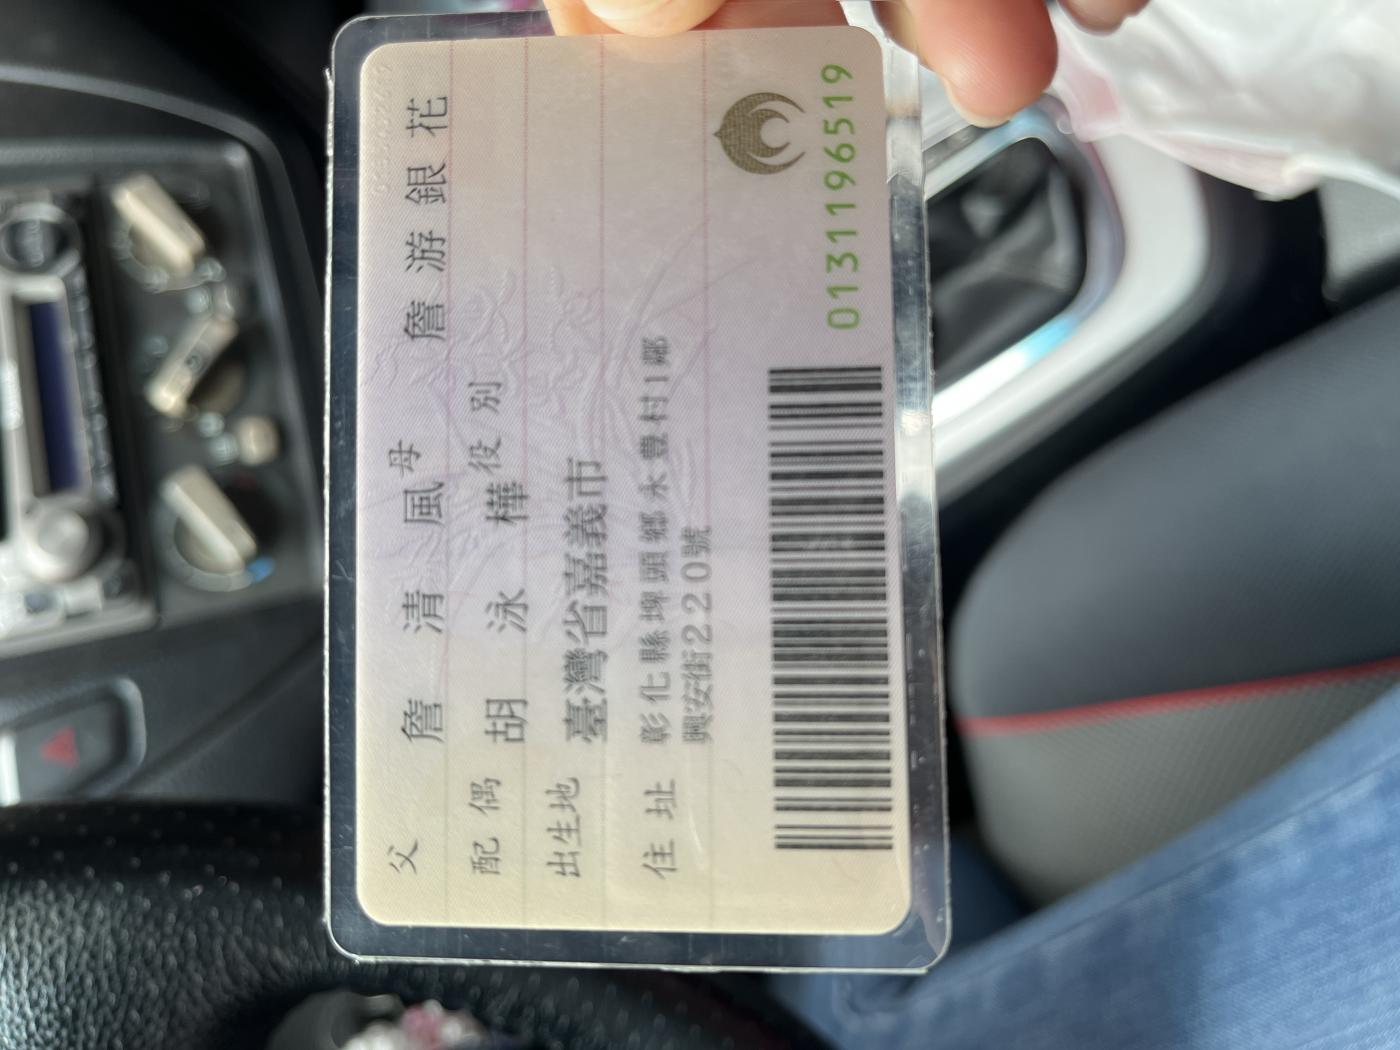 父 詹清風 母 詹游銀花
配偶 胡泳樺 役別
出生地 臺灣省嘉義市
住址 彰化縣埤頭鄉永豐村1鄰
興安街220號
0131196519